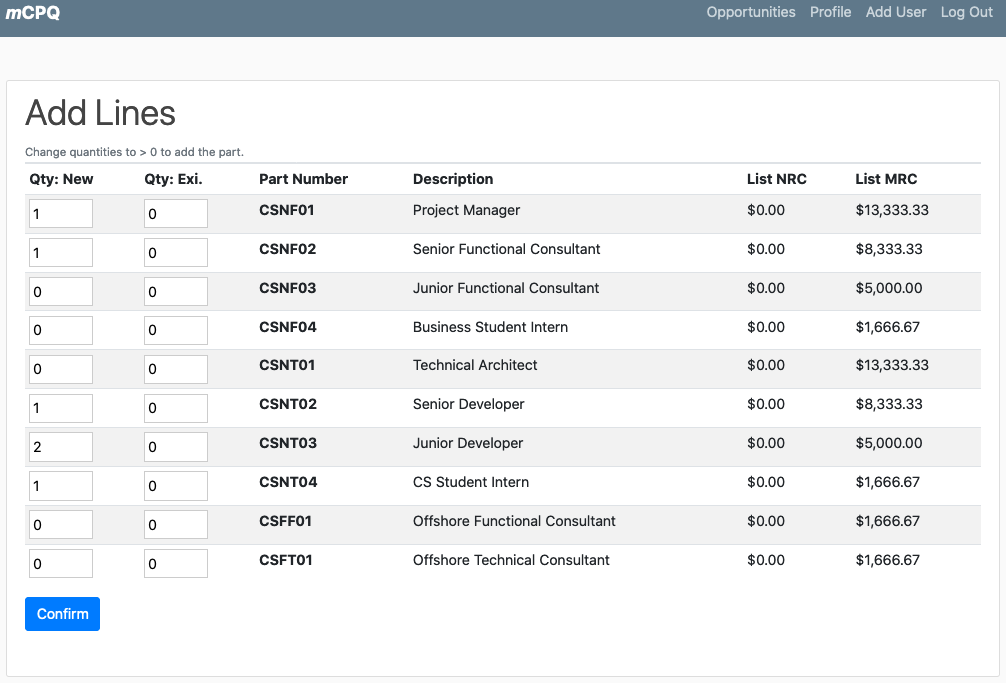 mCPQ Opportunities Profile Add User Log Out
Add Lines
Change quantities to > 0 to add the part.
Qty: New Qty: Exi. Part Number Description List NRC List MRC
1 0 CSNF01 Project Manager $0.00 $13,333.33
1 0 CSNF02 Senior Functional Consultant $0.00 $8,333.33
0 0 CSNF03 Junior Functional Consultant $0.00 $5,000.00
0 0 CSNF04 Business Student Intern $0.00 $1,666.67
0 0 CSNT01 Technical Architect $0.00 $13,333.33
1 0 CSNT02 Senior Developer $0.00 $8,333.33
2 0 CSNT03 Junior Developer $0.00 $5,000.00
1 0 CSNT04 CS Student Intern $0.00 $1,666.67
0 0 CSFF01 Offshore Functional Consultant $0.00 $1,666.67
0 0 CSFT01 Offshore Technical Consultant $0.00 $1,666.67
Confirm